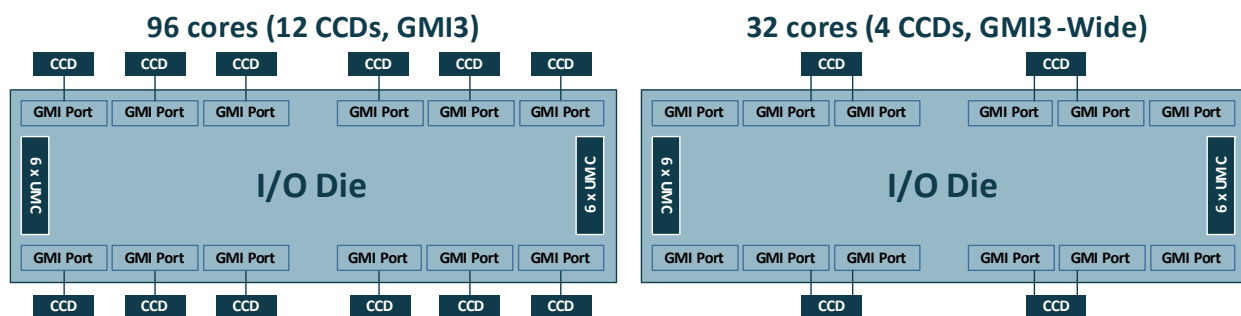 96 cores (12 CCDs, GMI3)
CCD CCD CCD CCD CCD CCD
GMI Port GMI Port GMI Port GMI Port GMI Port GMI Port
6 x UMC
I/O Die
6 x UMC
GMI Port GMI Port GMI Port GMI Port GMI Port GMI Port
CCD CCD CCD CCD CCD CCD
32 cores (4 CCDs, GMI3-Wide)
CCD CCD
GMI Port GMI Port GMI Port GMI Port GMI Port GMI Port
6 x UMC
I/O Die
6 x UMC
GMI Port GMI Port GMI Port GMI Port GMI Port GMI Port
CCD CCD